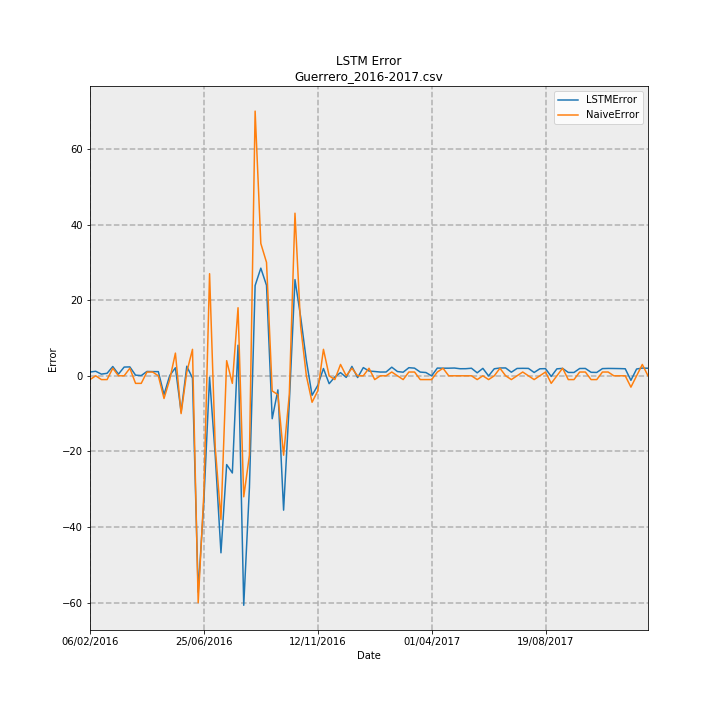 LSTM Error
Guerrero_2016-2017.csv
LSTMError
NaiveError
Error
60
40
20
0
−20
−40
−60
06/02/2016
25/06/2016
12/11/2016
01/04/2017
19/08/2017
Date